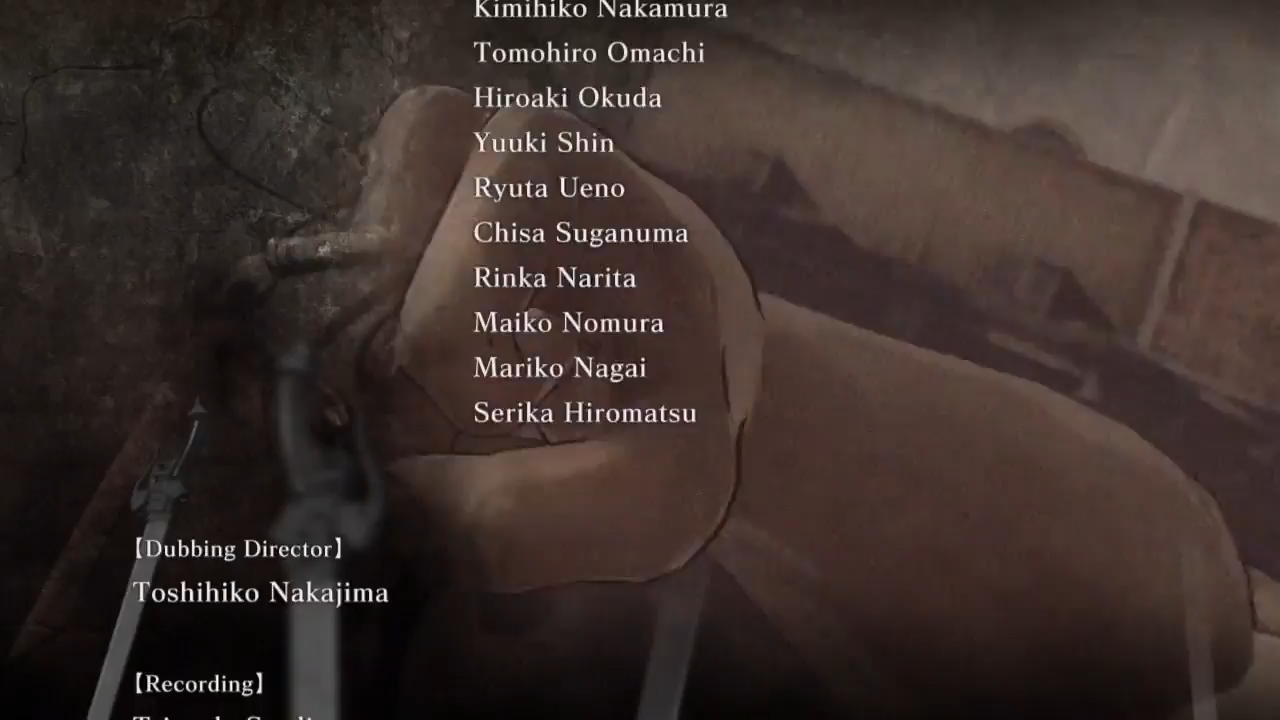 Kimihiko Nakamura
Tomohiro Omachi
Hiroaki Okuda
Yuuki Shin
Ryuta Ueno
Chisa Suganuma
Rinka Narita
Maiko Nomura
Mariko Nagai
Serika Hiromatsu
【Dubbing Director】
Toshihiko Nakajima
【Recording】